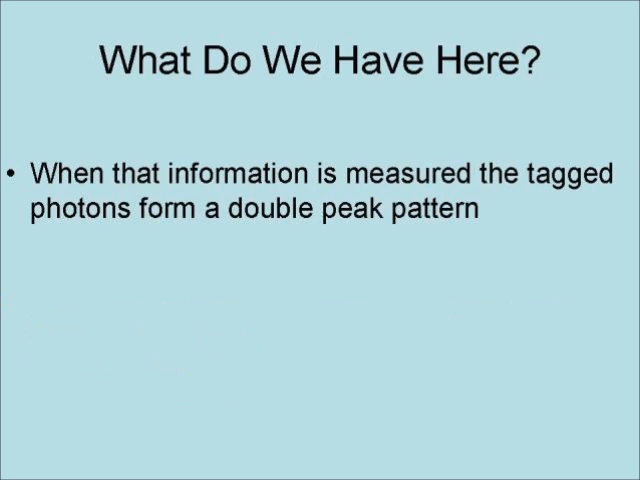 What Do We Have Here?
• When that information is measured the tagged
photons form a double peak pattern